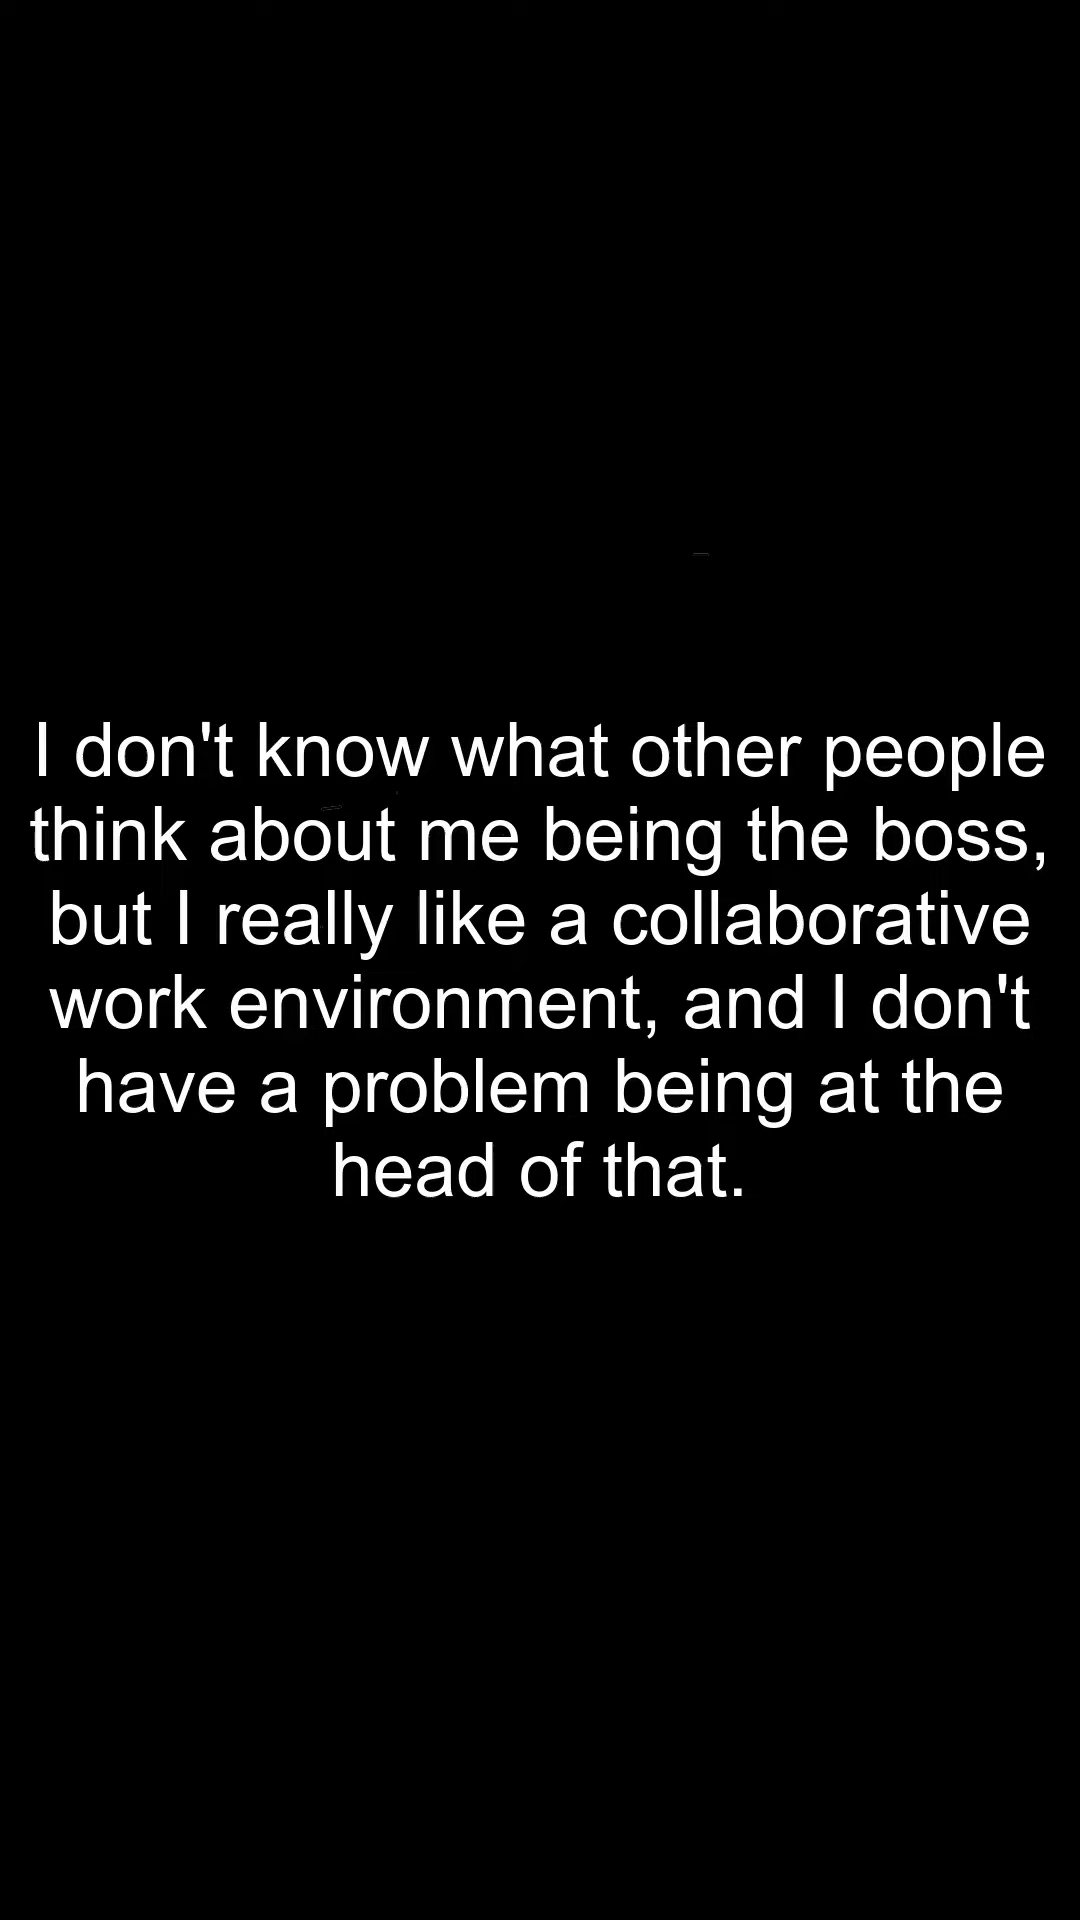 I don't know what other people
think about me being the boss,
but I really like a collaborative
work environment, and I don't
have a problem being at the
head of that.